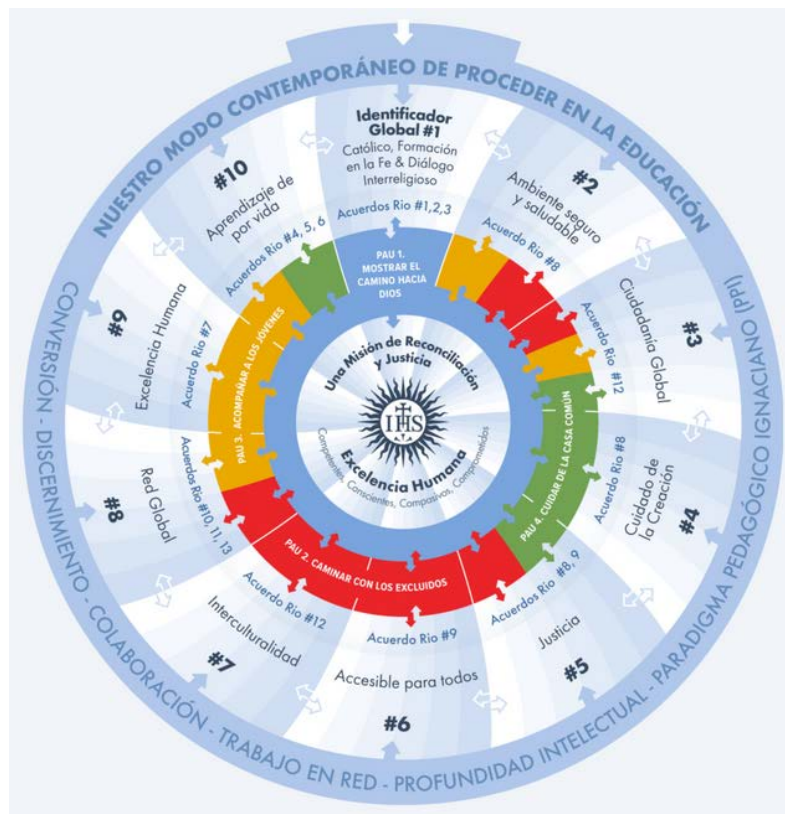 NUESTRO MODO CONTEMPORÁNEO DE PROCEDER EN LA EDUCACIÓN
CONVERSIÓN - DISCERNIMIENTO - COLABORACIÓN - TRABAJO EN RED - PROFUNDIDAD INTELECTUAL - PARADIGMA PEDAGÓGICO IGNACIANO (PPI)
Identificador
Global #1
Católico, Formación
en la Fe & Diálogo
Interreligioso
Acuerdos Rio #1,2,3
#2
Ambiente seguro
y saludable
Acuerdo Rio #8
#3
Ciudadanía Global
Acuerdo Rio #12
#4
Cuidado de
la Creación
Acuerdo Rio #8
#5
Justicia
Acuerdos Rio #8, 9
#6
Accesible para todos
Acuerdo Rio #9
#7
Interculturalidad
Acuerdo Rio #12
#8
Red Global
Acuerdos Rio #10, 11, 13
#9
Excelencia Humana
Acuerdo Rio #7
#10
Aprendizaje de
por vida
Acuerdos Rio #4, 5, 6
PAU 1.
MOSTRAR EL
CAMINO HACIA
DIOS
PAU 4. CUIDAR DE LA CASA COMÚN
PAU 2. CAMINAR CON LOS EXCLUIDOS
PAU 3. ACOMPAÑAR A LOS JÓVENES
Una Misión de Reconciliación
y Justicia
IHS
Excelencia Humana
Competentes, Conscientes, Compasivos, Comprometidos